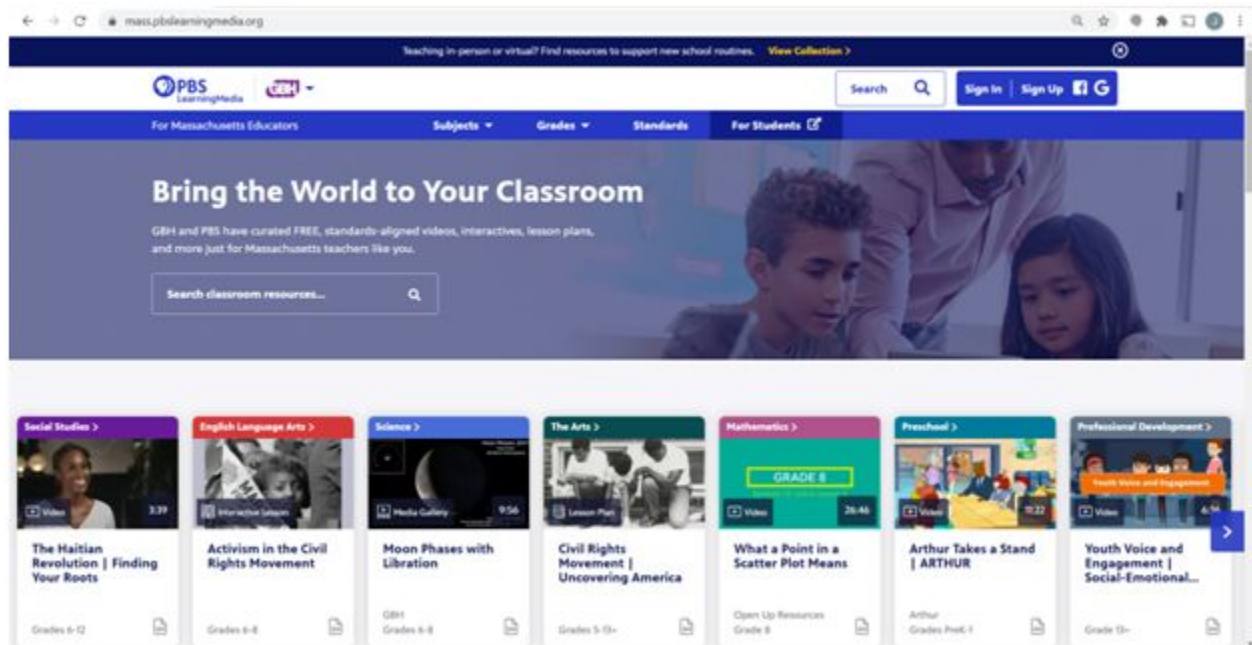 mass.pbslearningmedia.org
Teaching in-person or virtual? Find resources to support new school routines. View Collection >
PBS
LearningMedia
GBH
Search
Sign In | Sign Up
For Massachusetts Educators
Subjects
Grades
Standards
For Students
Bring the World to Your Classroom
GBH and PBS have curated FREE, standards-aligned videos, interactives, lesson plans,
and more just for Massachusetts teachers like you.
Search classroom resources...
Social Studies >
Video
3:39
The Haitian
Revolution | Finding
Your Roots
Grades 6-12
English Language Arts >
Interactive Lesson
Activism in the Civil
Rights Movement
Grades 6-8
Science >
Media Gallery
9:56
Moon Phases with
Libration
GBH
Grades 6-8
The Arts >
Lesson Plan
Civil Rights
Movement |
Uncovering America
Grades 5-13+
Mathematics >
GRADE 8
Video
26:46
What a Point in a
Scatter Plot Means
Open Up Resources
Grade 8
Preschool >
Video
11:22
Arthur Takes a Stand
| ARTHUR
Arthur
Grades PreK-1
Professional Development >
Youth Voice and Engagement
Video
Youth Voice and
Engagement |
Social-Emotional...
Grade 13+